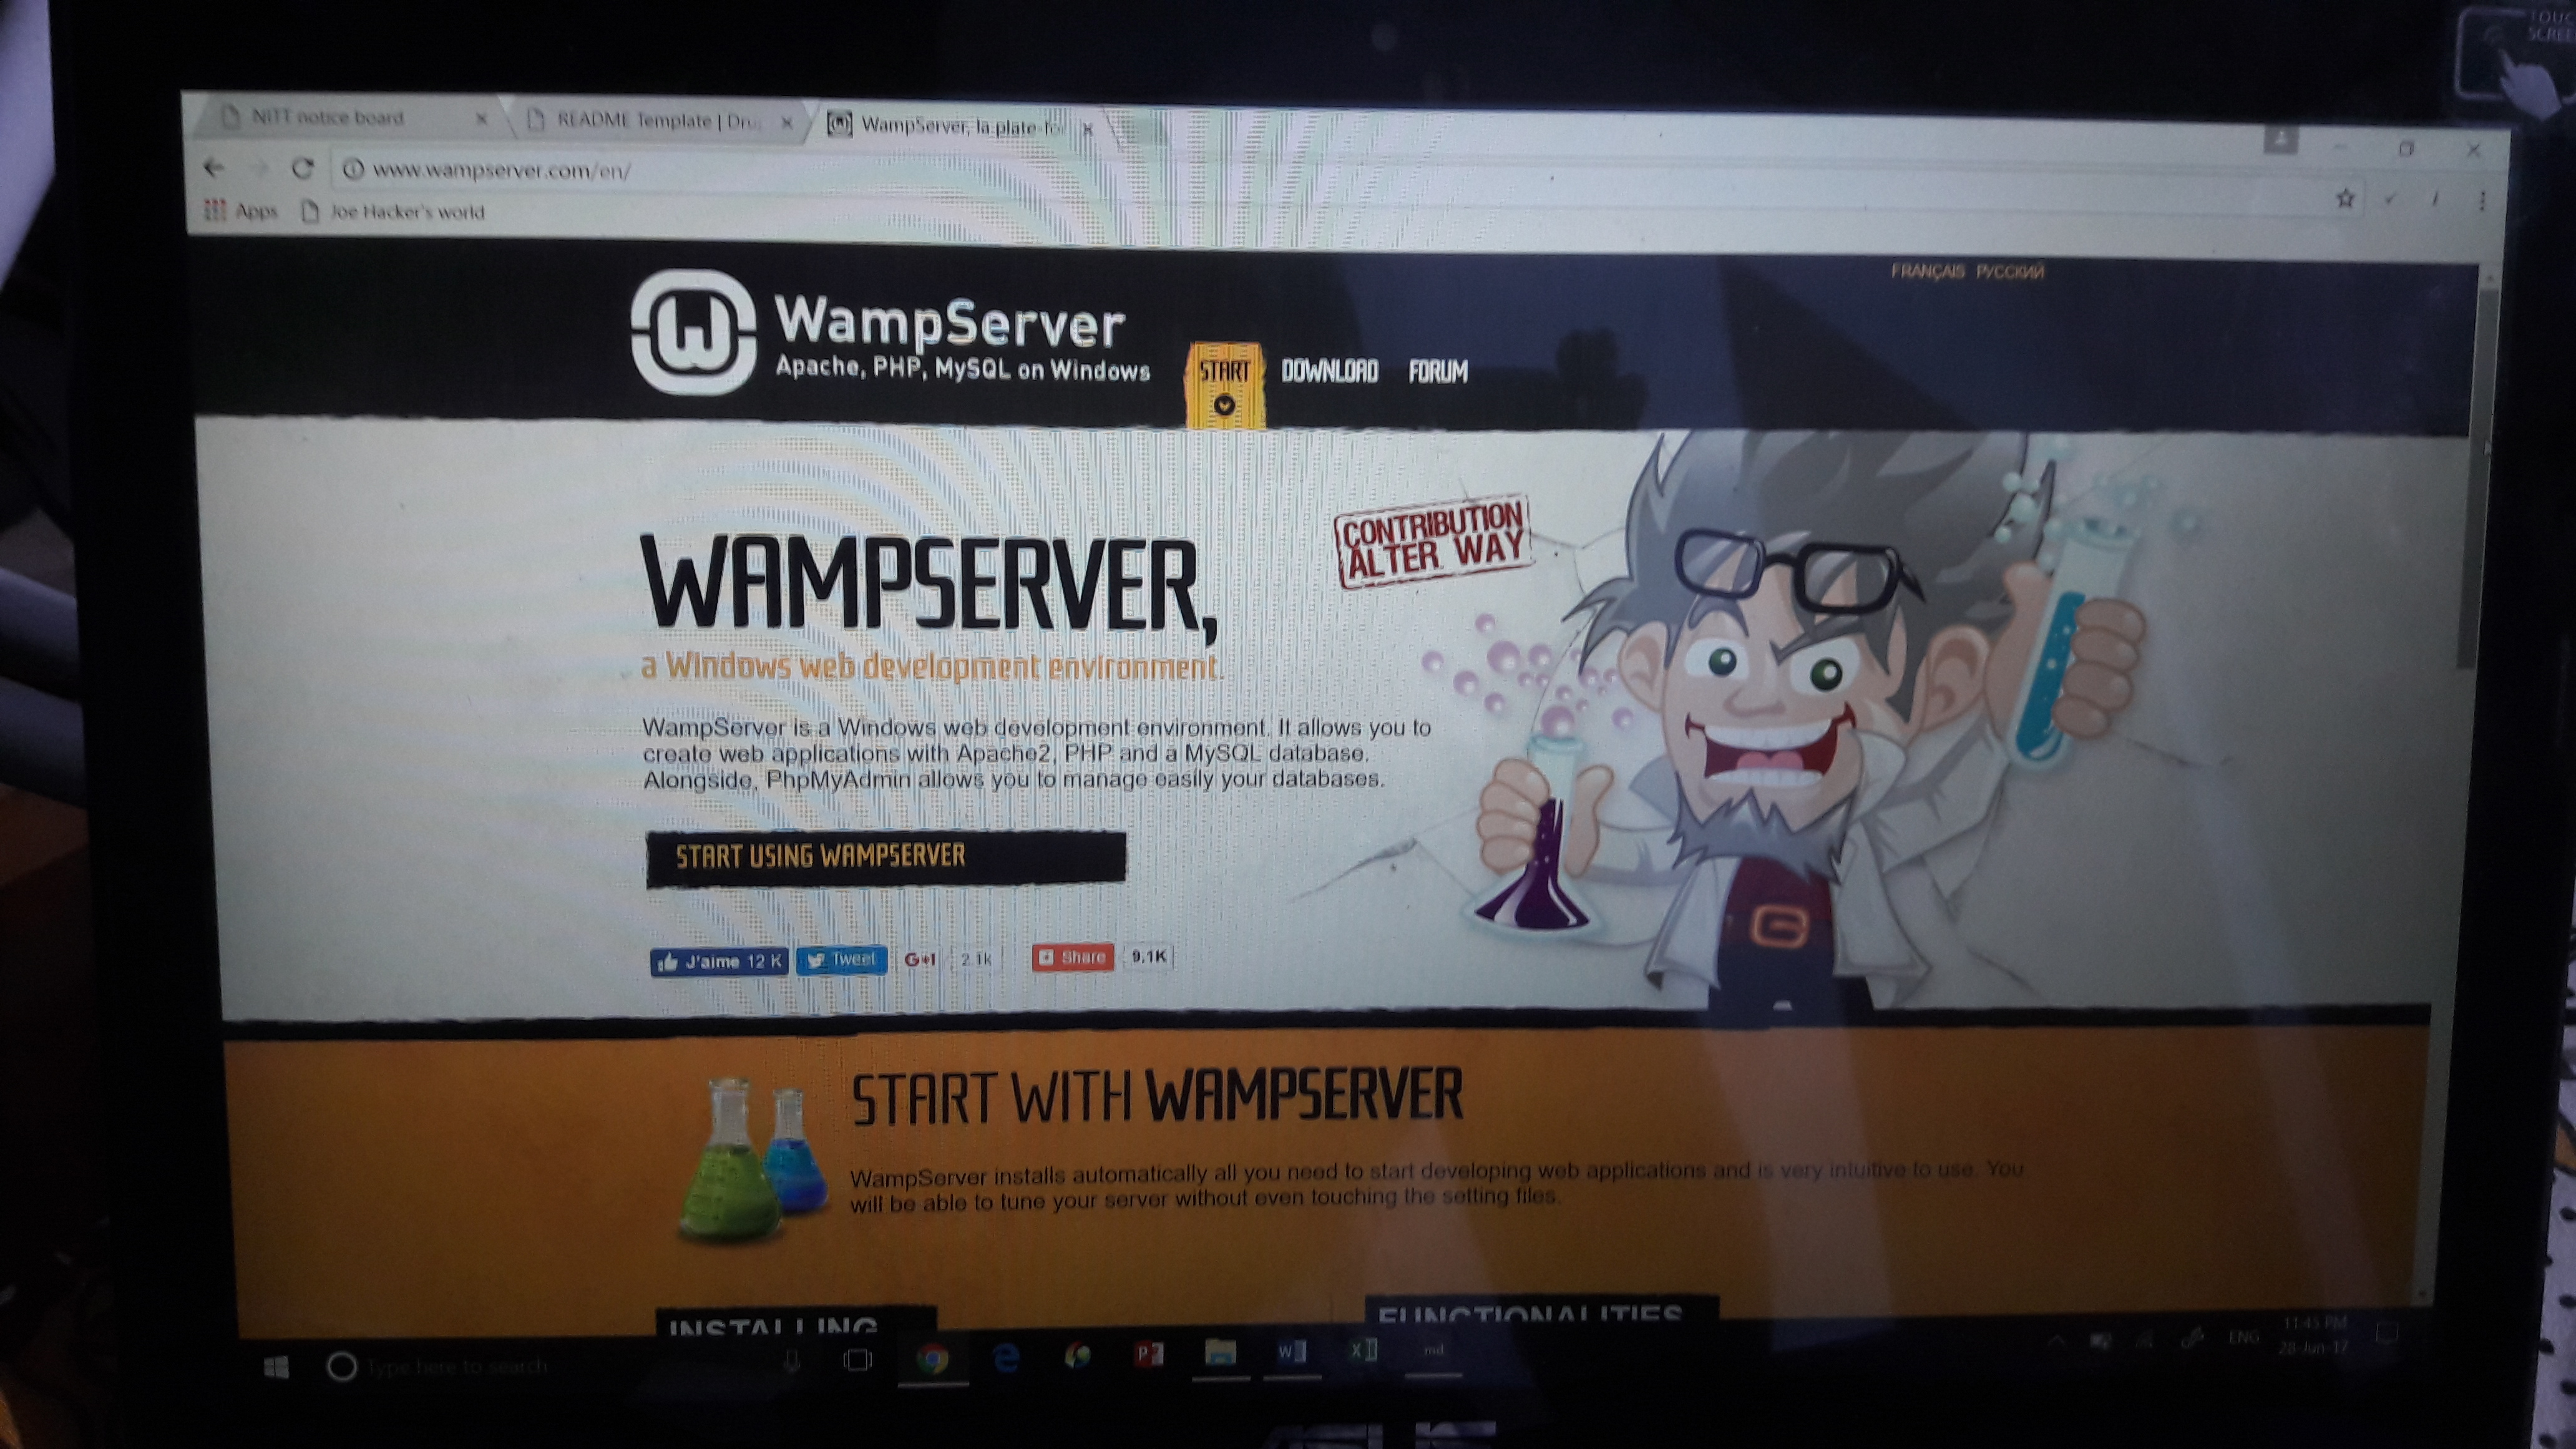 TOUC
SCREE
NITT notice board
README Template | Dru
WampServer, la plate-for
www.wampserver.com/en/
Apps
Joe Hacker's world
FRANÇAIS РУССКИЙ
W
WampServer
Apache, PHP, MySQL on Windows
START
DOWNLOAD
FORUM
CONTRIBUTION
ALTER WAY
WAMPSERVER,
a Windows web development environment.
WampServer is a Windows web development environment. It allows you to
create web applications with Apache2, PHP and a MySQL database.
Alongside, PhpMyAdmin allows you to manage easily your databases.
START USING WAMPSERVER
J'aime 12 K
Tweet
G+1
2.1k
Share
9.1K
START WITH WAMPSERVER
WampServer installs automatically all you need to start developing web applications and is very intuitive to use. You
will be able to tune your server without even touching the setting files.
INSTALLING
FUNCTIONALITIES
Type here to search
md
ENG
11:45 PM
28-Jun-17